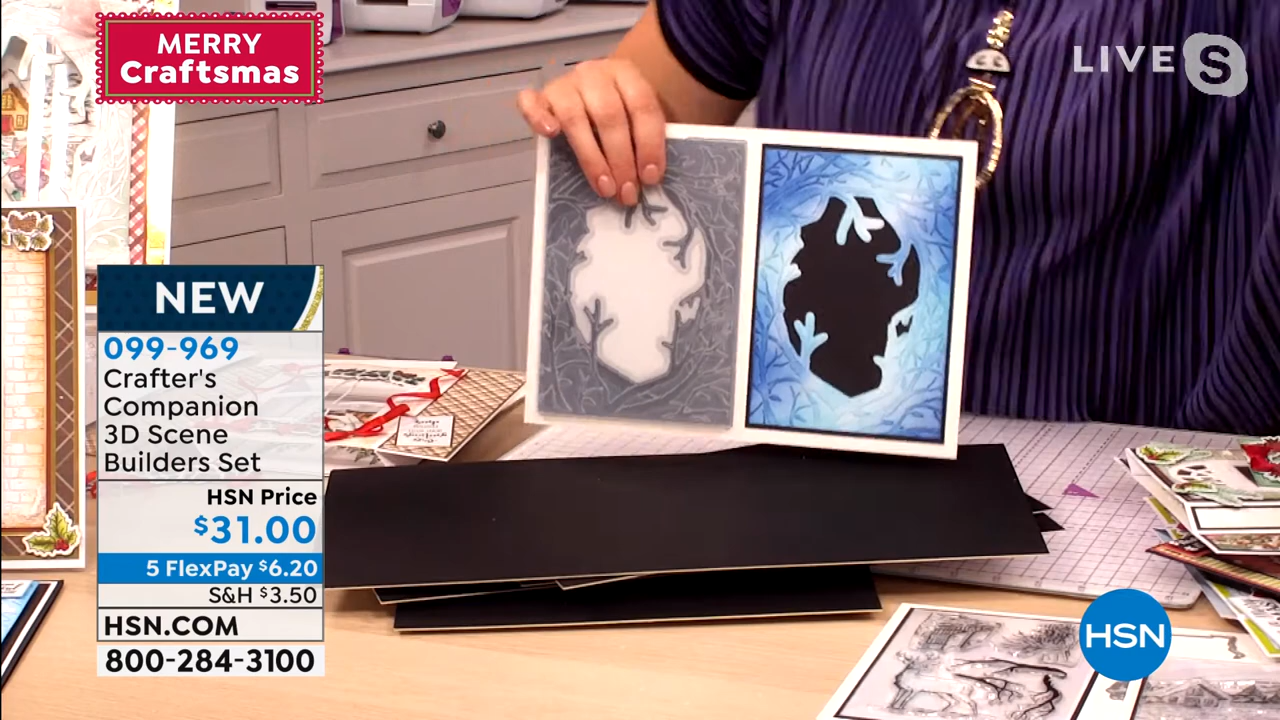 MERRY
Craftsmas
LIVE S
NEW
099-969
Crafter's
Companion
3D Scene
Builders Set
HSN Price
$31.00
5 FlexPay $6.20
S&H $3.50
HSN.COM
800-284-3100
HSN